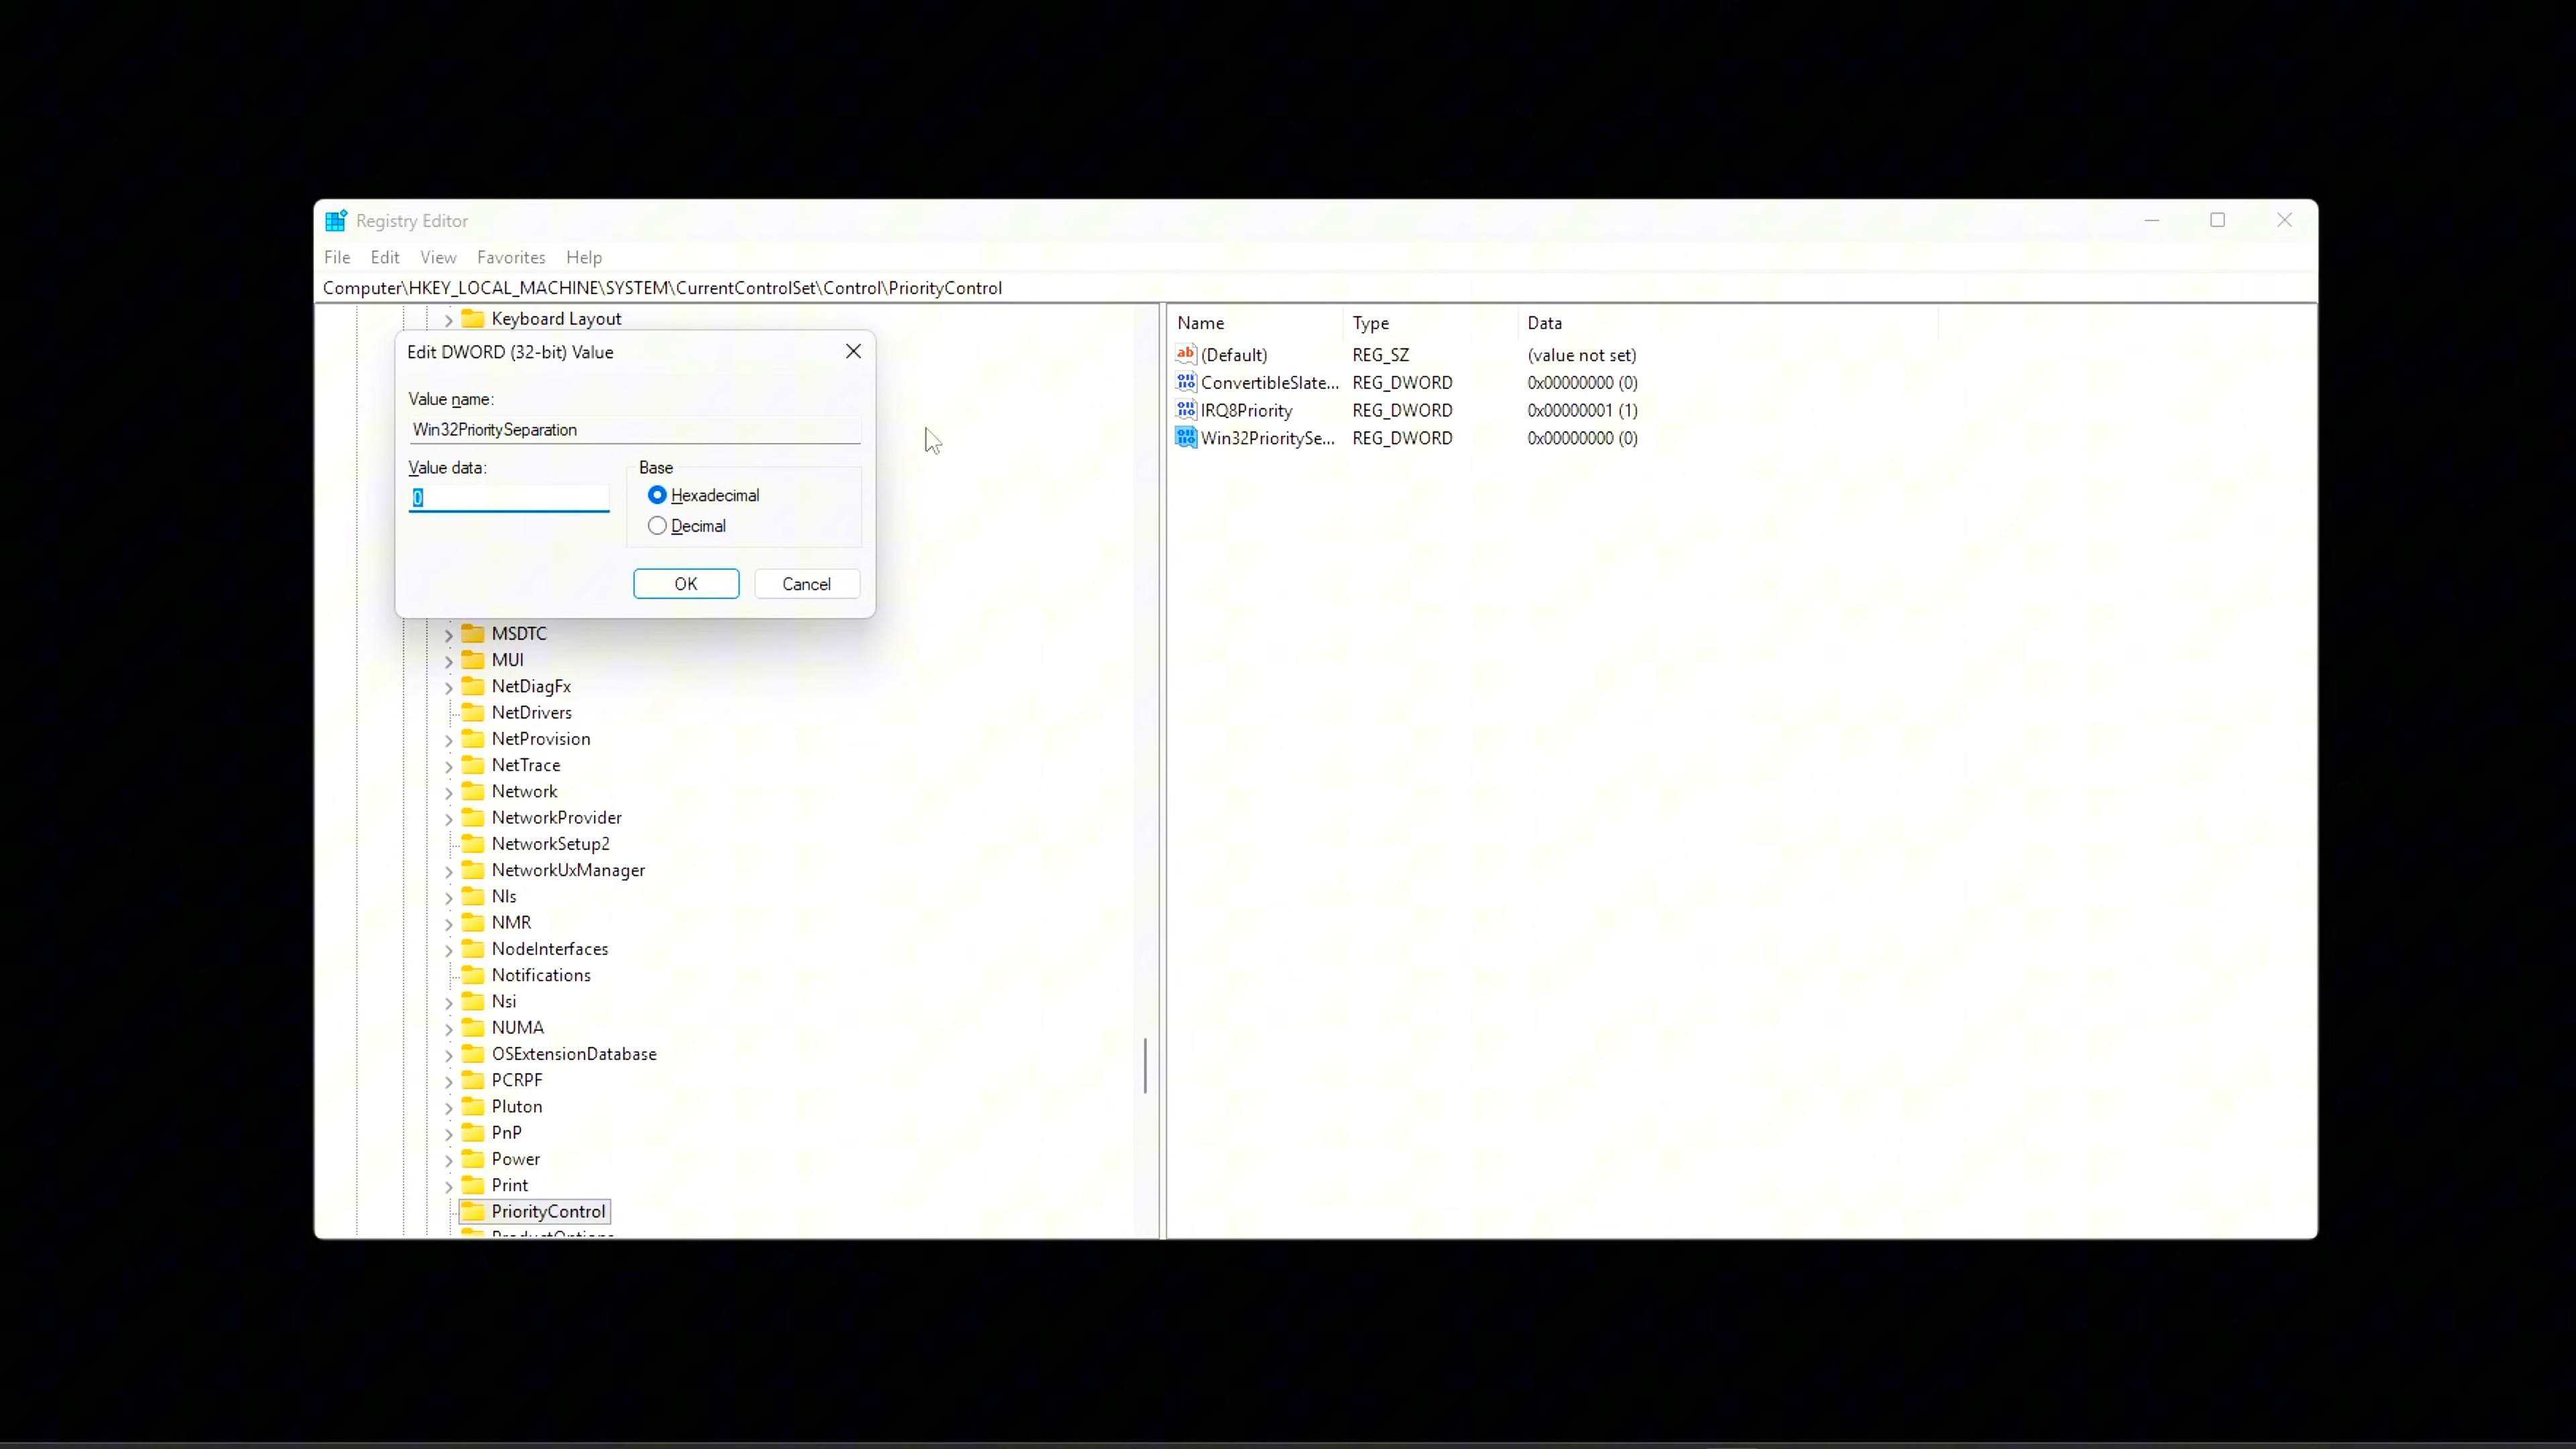 Registry Editor
File Edit View Favorites Help
Computer\HKEY_LOCAL_MACHINE\SYSTEM\CurrentControlSet\Control\PriorityControl
Keyboard Layout
Edit DWORD (32-bit) Value
Value name:
Win32PrioritySeparation
Value data:
0
Base
Hexadecimal
Decimal
OK Cancel
MSDTC
MUI
NetDiagFx
NetDrivers
NetProvision
NetTrace
Network
NetworkProvider
NetworkSetup2
NetworkUxManager
Nls
NMR
NodeInterfaces
Notifications
Nsi
NUMA
OSExtensionDatabase
PCRPF
Pluton
PnP
Power
Print
PriorityControl
ProductOptions
Name Type Data
(Default) REG_SZ (value not set)
ConvertibleSlate... REG_DWORD 0x00000000 (0)
IRQ8Priority REG_DWORD 0x00000001 (1)
Win32PrioritySe... REG_DWORD 0x00000000 (0)